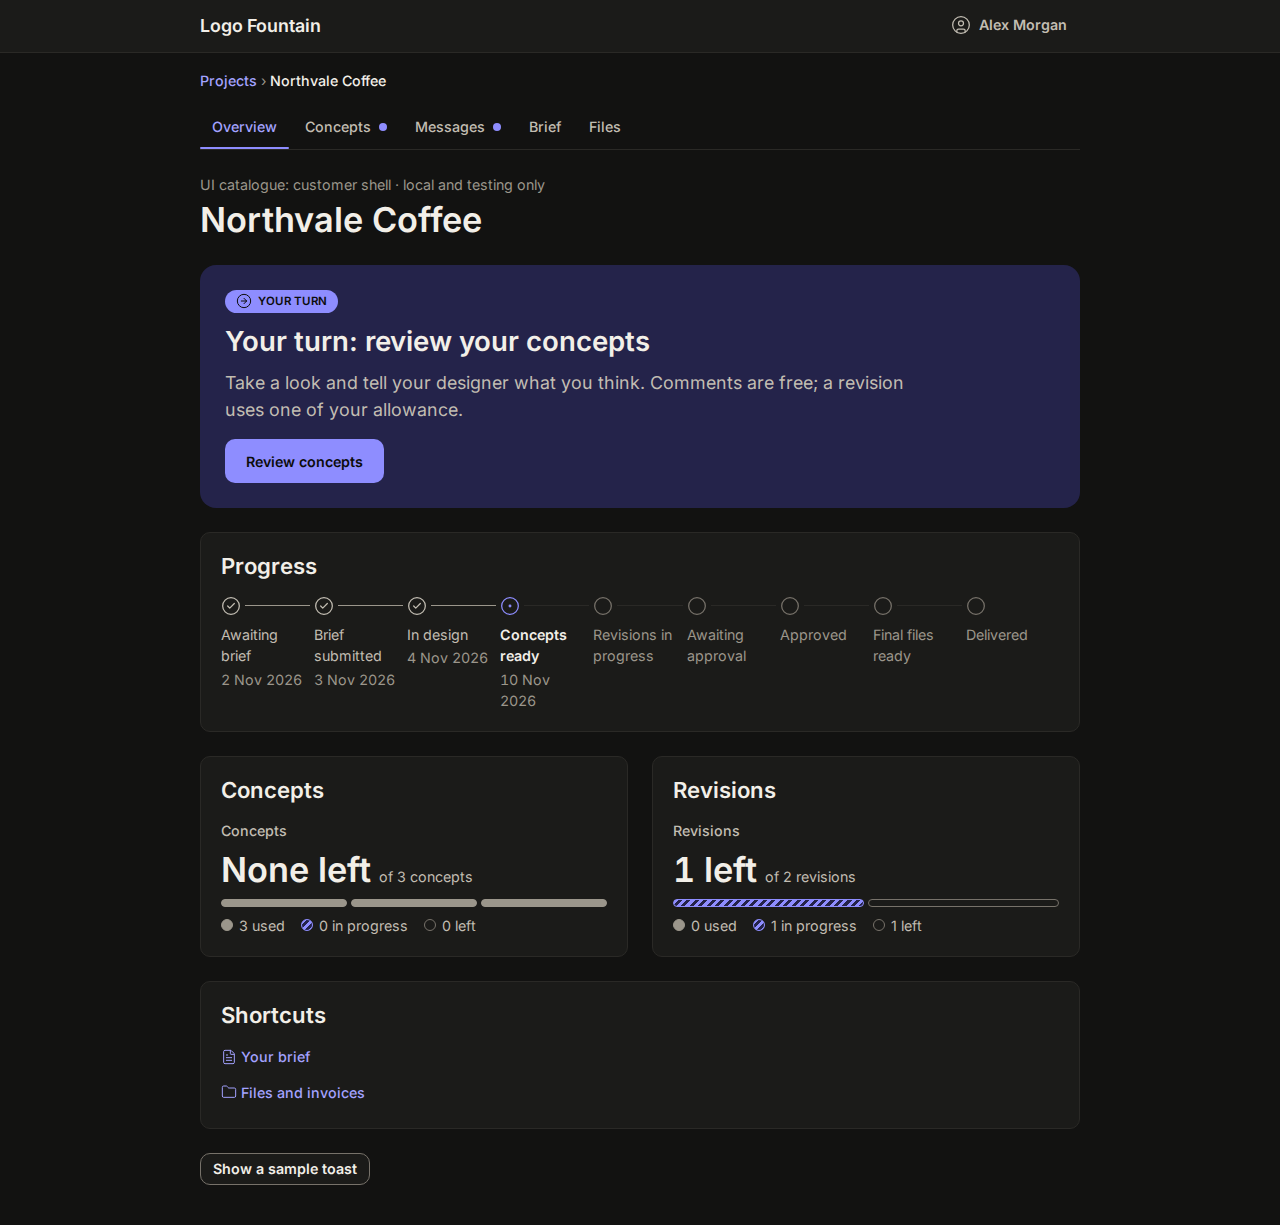 Logo Fountain
Alex Morgan
Projects › Northvale Coffee
Overview
Concepts
Messages
Brief
Files
UI catalogue: customer shell · local and testing only
Northvale Coffee
YOUR TURN
Your turn: review your concepts
Take a look and tell your designer what you think. Comments are free; a revision
uses one of your allowance.
Review concepts
Progress
Awaiting
brief
2 Nov 2026
Brief
submitted
3 Nov 2026
In design
4 Nov 2026
Concepts
ready
10 Nov
2026
Revisions in
progress
Awaiting
approval
Approved
Final files
ready
Delivered
Concepts
Concepts
None left of 3 concepts
3 used
0 in progress
0 left
Revisions
Revisions
1 left of 2 revisions
0 used
1 in progress
1 left
Shortcuts
Your brief
Files and invoices
Show a sample toast